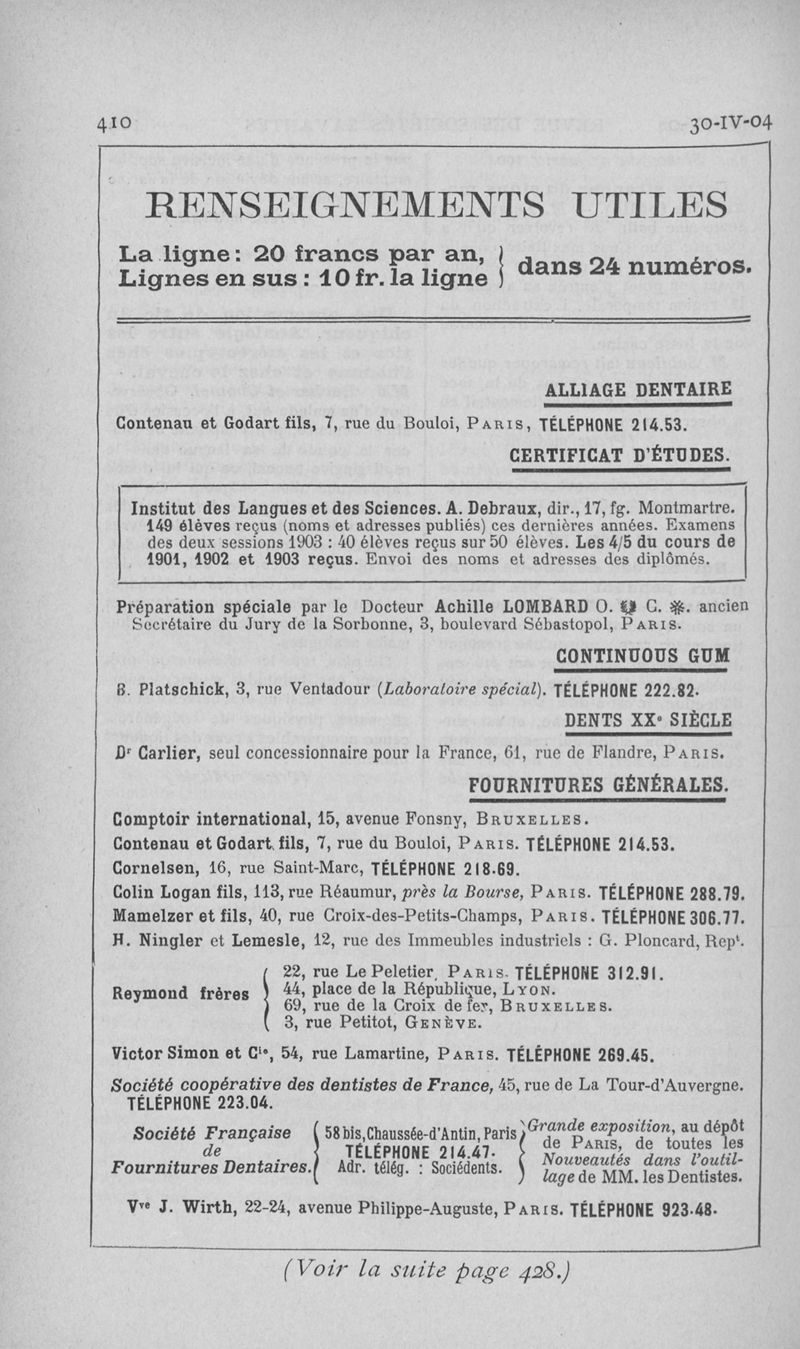 410 30-IV-04
RENSEIGNEMENTS UTILES
La ligne: 20 francs par an, } dans 24 numéros.
Lignes en sus : 10 fr. la ligne
ALLIAGE DENTAIRE
Contenau et Godart fils, 7, rue du Bouloi, PARIS, TÉLÉPHONE 214.53.
CERTIFICAT D'ÉTUDES.
Institut des Langues et des Sciences. A. Debraux, dir., 17, fg. Montmartre.
149 élèves reçus (noms et adresses publiés) ces dernières années. Examens
des deux sessions 1903 : 40 élèves reçus sur 50 élèves. Les 4/5 du cours de
1901, 1902 et 1903 reçus. Envoi des noms et adresses des diplômés.
Préparation spéciale par le Docteur Achille LOMBARD O. C. ancien
Secrétaire du Jury de la Sorbonne, 3, boulevard Sébastopol, PARIS.
CONTINUOUS GUM
B. Platschick, 3, rue Ventadour (Laboratoire spécial). TÉLÉPHONE 222.82.
DENTS XXe SIÈCLE
Dr Carlier, seul concessionnaire pour la France, 61, rue de Flandre, PARIS.
FOURNITURES GÉNÉRALES.
Comptoir international, 15, avenue Fonsny, BRUXELLES.
Contenau et Godart, fils, 7, rue du Bouloi, PARIS. TÉLÉPHONE 214.53.
Cornelsen, 16, rue Saint-Marc, TÉLÉPHONE 218.69.
Colin Logan fils, 113, rue Réaumur, près la Bourse, PARIS. TÉLÉPHONE 288.79.
Mamelzer et fils, 40, rue Croix-des-Petits-Champs, PARIS. TÉLÉPHONE 306.77.
H. Ningler et Lemesle, 12, rue des Immeubles industriels : G. Ploncard, Rept.
Reymond frères { 22, rue Le Peletier, PARIS. TÉLÉPHONE 312.91.
44, place de la République, LYON.
69, rue de la Croix de fer, BRUXELLES.
3, rue Petitot, GENÈVE.
Victor Simon et Cie, 54, rue Lamartine, PARIS. TÉLÉPHONE 269.45.
Société coopérative des dentistes de France, 45, rue de La Tour-d'Auvergne.
TÉLÉPHONE 223.04.
Société Française
de
Fournitures Dentaires.
58 bis, Chaussée-d'Antin, Paris
TÉLÉPHONE 214.47.
Adr. télég. : Sociédents.
Grande exposition, au dépôt
de PARIS, de toutes les
Nouveautés dans l'outil-
lage de MM. les Dentistes.
Vve J. Wirth, 22-24, avenue Philippe-Auguste, PARIS. TÉLÉPHONE 923.48.
(Voir la suite page 428.)